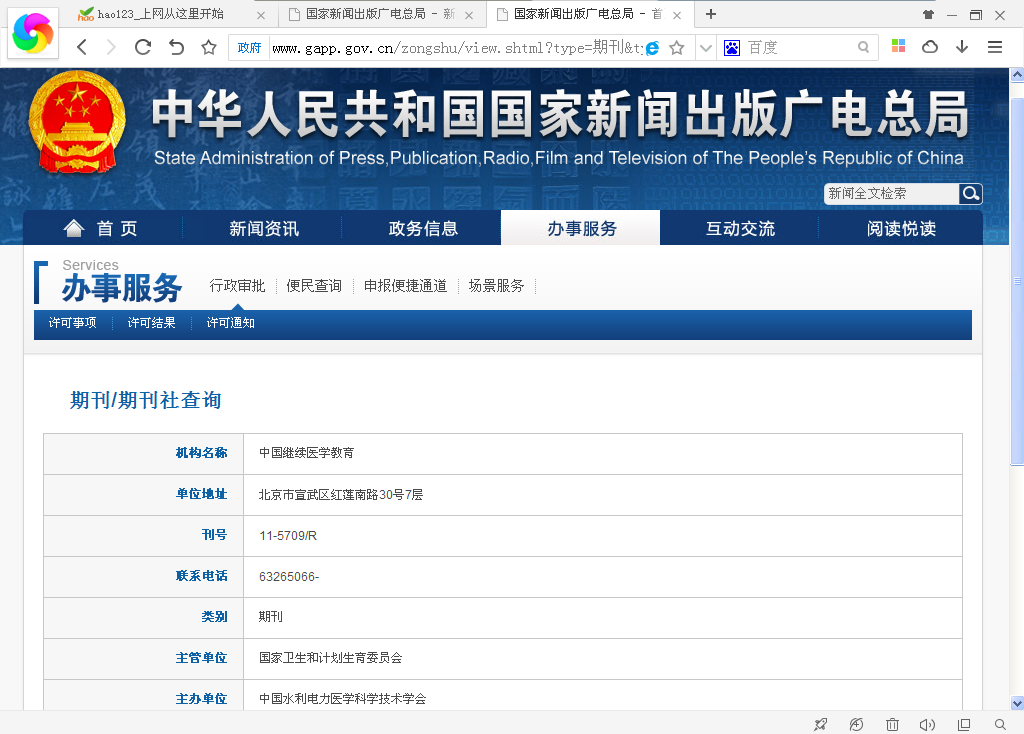 hao123_上网从这里开始
国家新闻出版广电总局 - 新
国家新闻出版广电总局 - 首
政府 www.gapp.gov.cn/zongshu/view.shtml?type=期刊&t
百度
中华人民共和国国家新闻出版广电总局
State Administration of Press,Publication,Radio,Film and Television of The People's Republic of China
新闻全文检索
首 页 新闻资讯 政务信息 办事服务 互动交流 阅读悦读
Services
办事服务 行政审批 便民查询 申报便捷通道 场景服务
许可事项 许可结果 许可通知
期刊/期刊社查询
机构名称 中国继续医学教育
单位地址 北京市宣武区红莲南路30号7层
刊号 11-5709/R
联系电话 63265066-
类别 期刊
主管单位 国家卫生和计划生育委员会
主办单位 中国水利电力医学科学技术学会